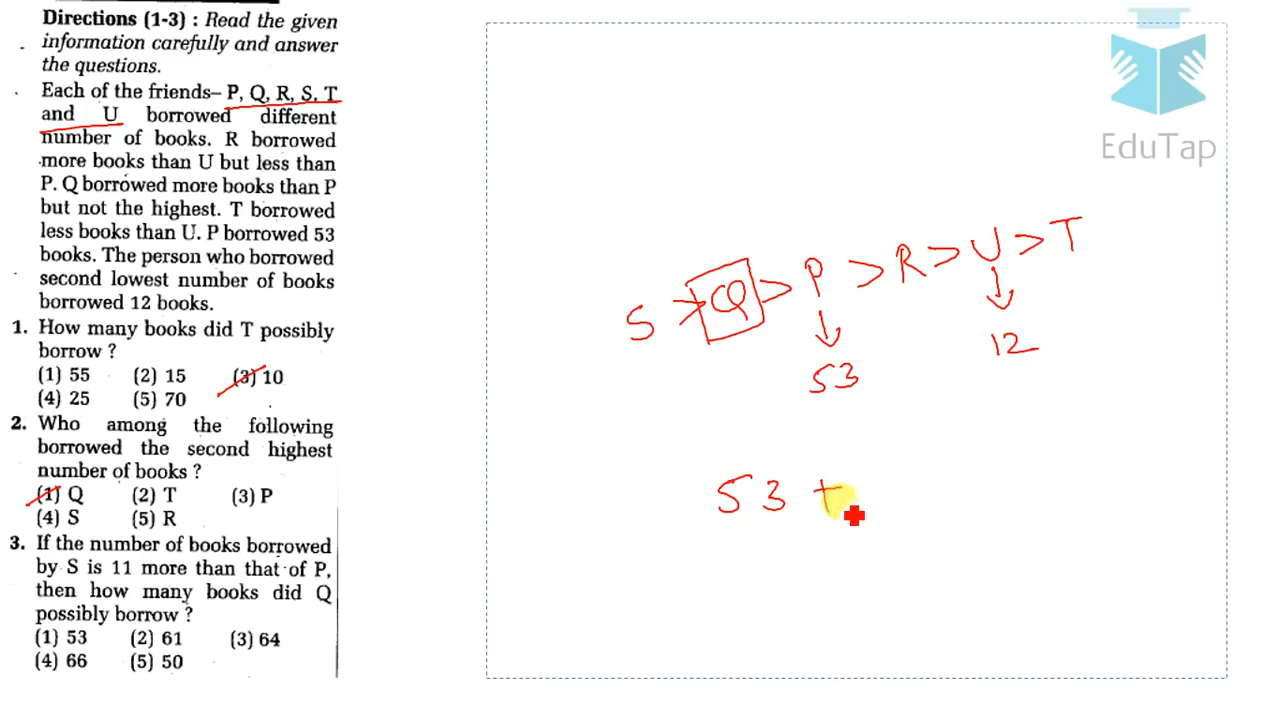 Directions (1-3) : Read the given
information carefully and answer
the questions.
Each of the friends– P, Q, R, S, T
and U borrowed different
number of books. R borrowed
more books than U but less than
P. Q borrowed more books than P
but not the highest. T borrowed
less books than U. P borrowed 53
books. The person who borrowed
second lowest number of books
borrowed 12 books.
1. How many books did T possibly
borrow ?
(1) 55 (2) 15 (3) 10
(4) 25 (5) 70
2. Who among the following
borrowed the second highest
number of books ?
(1) Q (2) T (3) P
(4) S (5) R
3. If the number of books borrowed
by S is 11 more than that of P,
then how many books did Q
possibly borrow ?
(1) 53 (2) 61 (3) 64
(4) 66 (5) 50
EduTap
S > Q > P > R > U > T
53 12
53 +